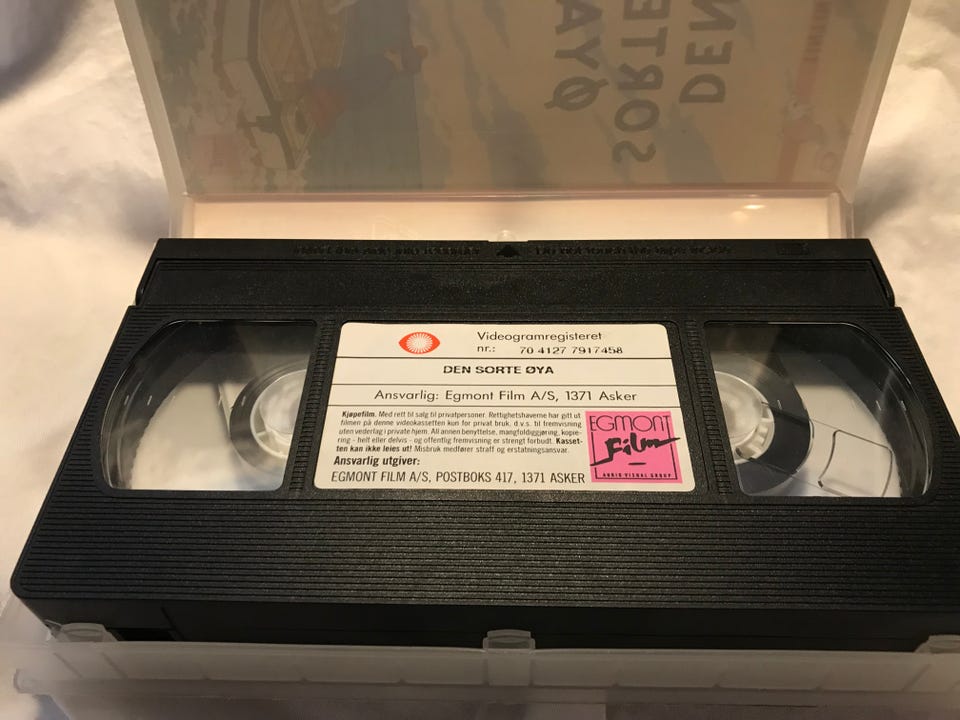 DEN
SORTE
ØYA
Videogramregisteret
nr.: 70 4127 7917458
DEN SORTE ØYA
Ansvarlig: Egmont Film A/S, 1371 Asker
Kjøpefilm. Med rett til salg til privatpersoner. Rettighetshaverne har gitt ut
filmen på denne videokassetten kun for privat bruk, d.v.s. til fremvisning
uten vederlag i private hjem. All annen benyttelse, mangfoldiggjøring, kopie-
ring - helt eller delvis - og offentlig fremvisning er strengt forbudt. Kasset-
ten kan ikke leies ut! Misbruk medfører straff og erstatningsansvar.
Ansvarlig utgiver:
EGMONT FILM A/S, POSTBOKS 417, 1371 ASKER
EGMONT
Film
AUDIO VISUAL GROUP